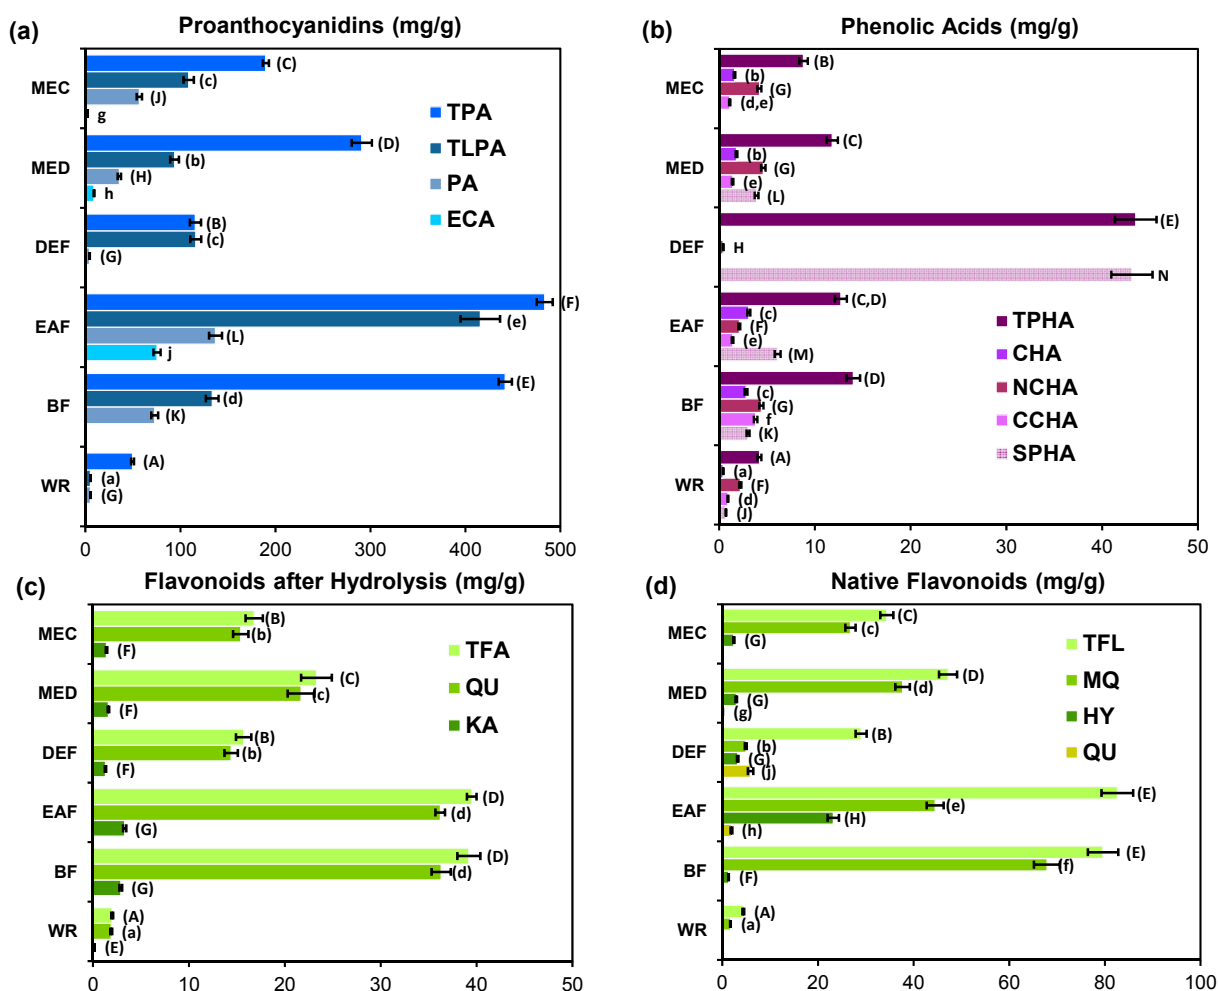 (a)
Proanthocyanidins (mg/g)
MEC
(C)
(c)
(J)
g
MED
(D)
(b)
(H)
h
DEF
(B)
(c)
(G)
EAF
(F)
(e)
(L)
j
BF
(E)
(d)
(K)
WR
(A)
(a)
(G)
TPA
TLPA
PA
ECA
0 100 200 300 400 500
(b)
Phenolic Acids (mg/g)
MEC
(B)
(b)
(G)
(d,e)
MED
(C)
(b)
(G)
(e)
(L)
DEF
(E)
H
N
EAF
(C,D)
(c)
(F)
(e)
(M)
BF
(D)
(c)
(G)
f
(K)
WR
(A)
(a)
(F)
(d)
(J)
TPHA
CHA
NCHA
CCHA
SPHA
0 10 20 30 40 50
(c)
Flavonoids after Hydrolysis (mg/g)
MEC
(B)
(b)
(F)
MED
(C)
(c)
(F)
DEF
(B)
(b)
(F)
EAF
(D)
(d)
(G)
BF
(D)
(d)
(G)
WR
(A)
(a)
(E)
TFA
QU
KA
0 10 20 30 40 50
(d)
Native Flavonoids (mg/g)
MEC
(C)
(c)
(G)
MED
(D)
(d)
(G)
(g)
DEF
(B)
(b)
(G)
(j)
EAF
(E)
(e)
(H)
(h)
BF
(E)
(f)
(F)
WR
(A)
(a)
TFL
MQ
HY
QU
0 20 40 60 80 100